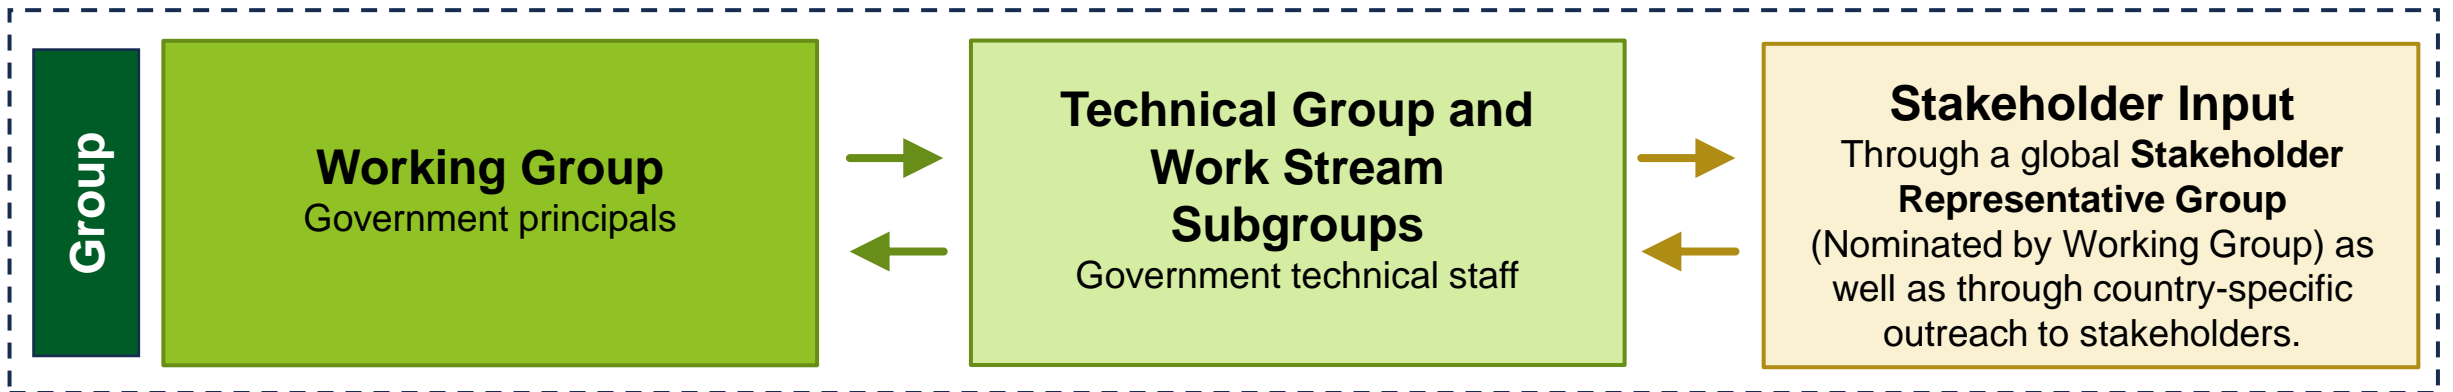 Group
Working Group
Government principals
Technical Group and
Work Stream
Subgroups
Government technical staff
Stakeholder Input
Through a global Stakeholder
Representative Group
(Nominated by Working Group) as
well as through country-specific
outreach to stakeholders.